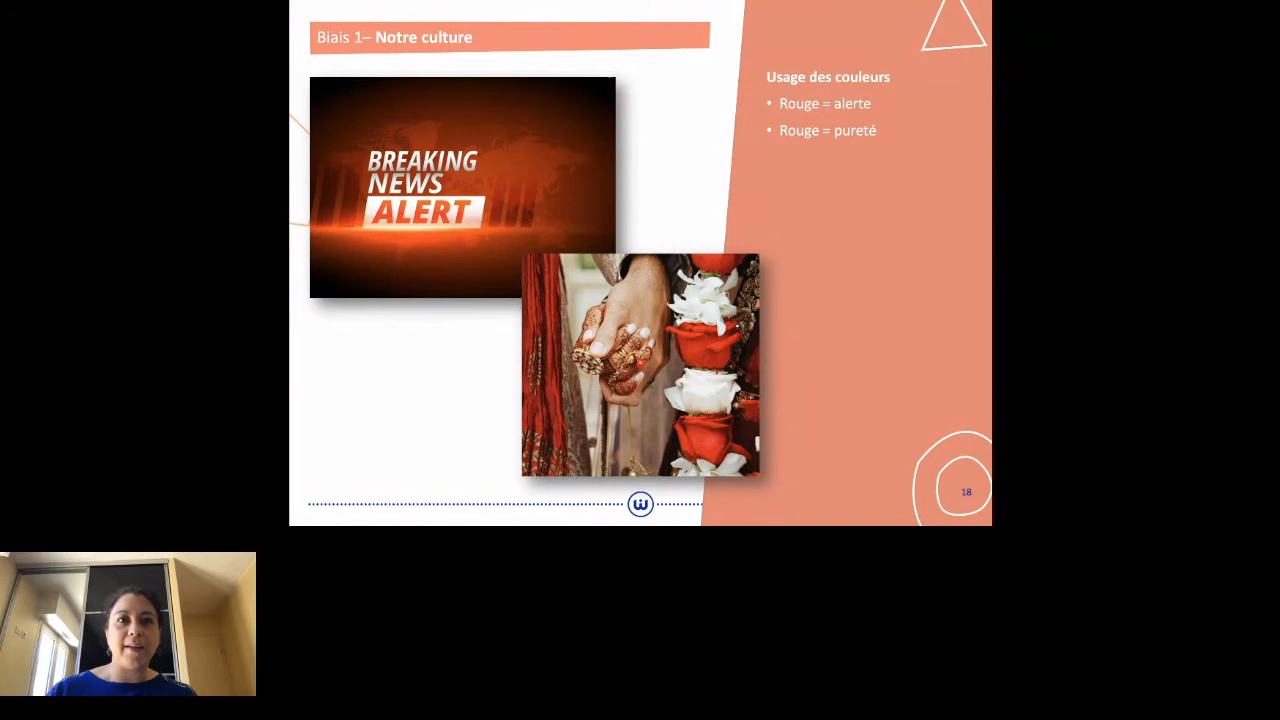 Biais 1– Notre culture
BREAKING
NEWS
ALERT
Usage des couleurs
• Rouge = alerte
• Rouge = pureté
18